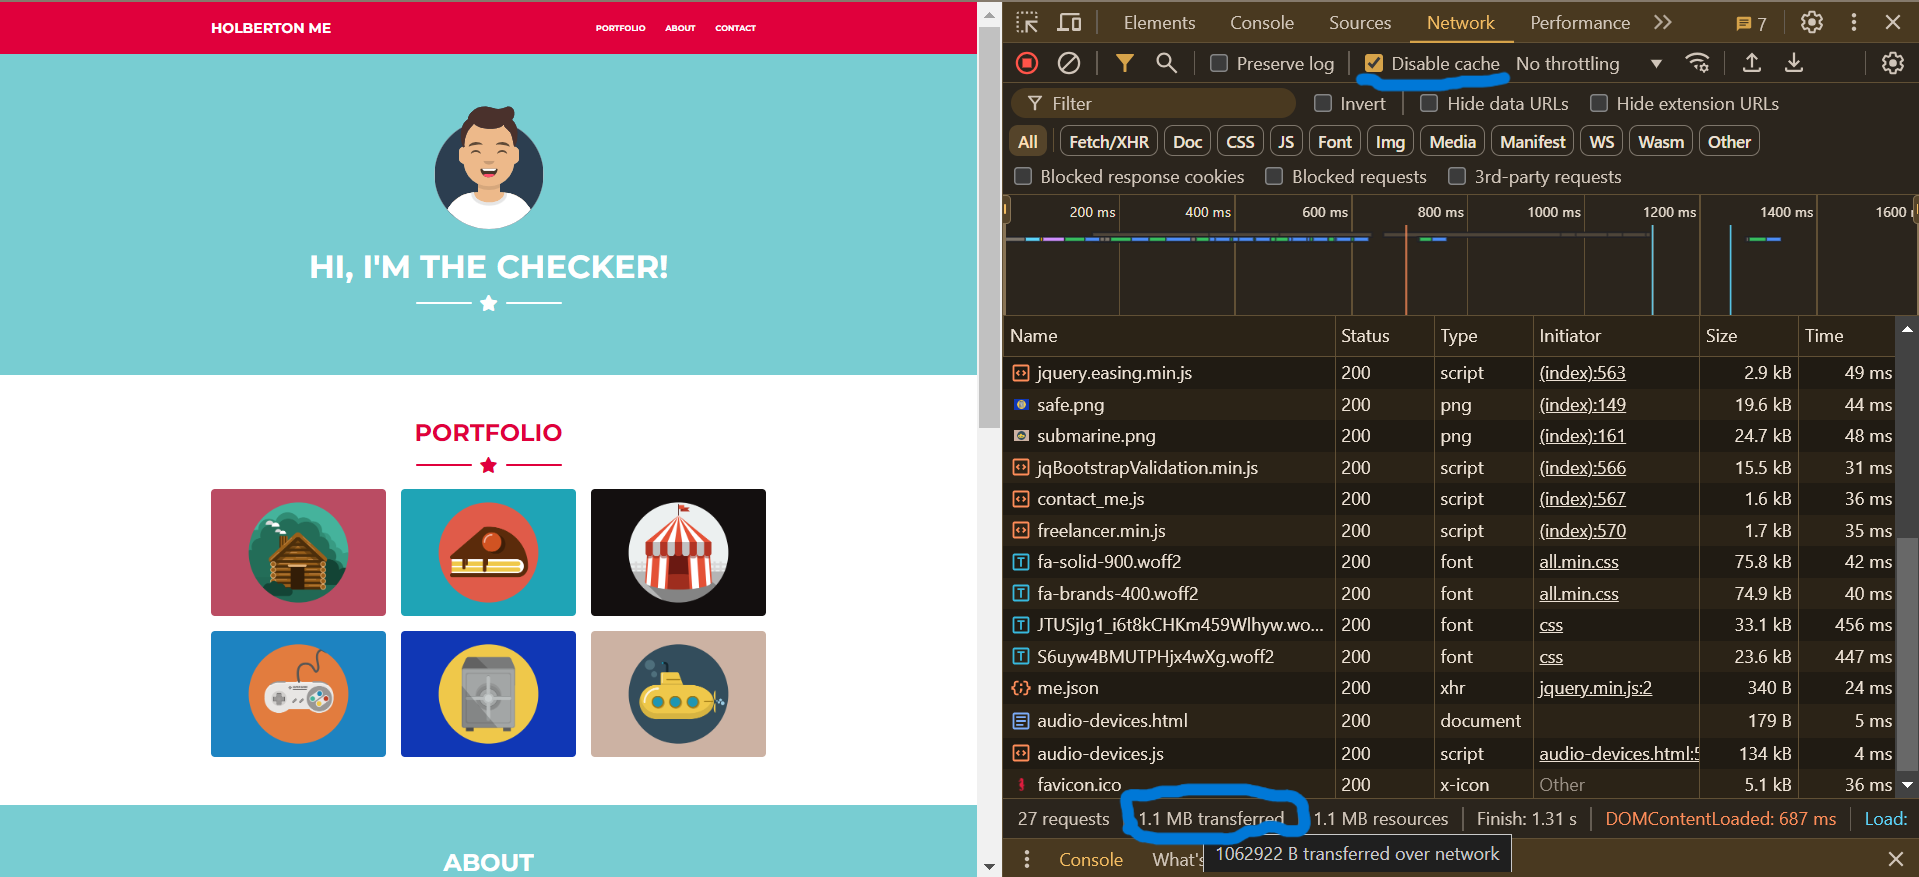 HOLBERTON ME
PORTFOLIO ABOUT CONTACT
HI, I'M THE CHECKER!
PORTFOLIO
ABOUT
Elements Console Sources Network Performance 7
Preserve log Disable cache No throttling
Filter Invert Hide data URLs Hide extension URLs
All Fetch/XHR Doc CSS JS Font Img Media Manifest WS Wasm Other
Blocked response cookies Blocked requests 3rd-party requests
200 ms 400 ms 600 ms 800 ms 1000 ms 1200 ms 1400 ms 1600
Name Status Type Initiator Size Time
jquery.easing.min.js 200 script (index):563 2.9 kB 49 ms
safe.png 200 png (index):149 19.6 kB 44 ms
submarine.png 200 png (index):161 24.7 kB 48 ms
jqBootstrapValidation.min.js 200 script (index):566 15.5 kB 31 ms
contact_me.js 200 script (index):567 1.6 kB 36 ms
freelancer.min.js 200 script (index):570 1.7 kB 35 ms
fa-solid-900.woff2 200 font all.min.css 75.8 kB 42 ms
fa-brands-400.woff2 200 font all.min.css 74.9 kB 40 ms
JTUSjIg1_i6t8kCHKm459Wlhyw.wo... 200 font css 33.1 kB 456 ms
S6uyw4BMUTPHjx4wXg.woff2 200 font css 23.6 kB 447 ms
me.json 200 xhr jquery.min.js:2 340 B 24 ms
audio-devices.html 200 document 179 B 5 ms
audio-devices.js 200 script audio-devices.html:5 134 kB 4 ms
favicon.ico 200 x-icon Other 5.1 kB 36 ms
27 requests 1.1 MB transferred 1.1 MB resources Finish: 1.31 s DOMContentLoaded: 687 ms Load:
Console What's 1062922 B transferred over network